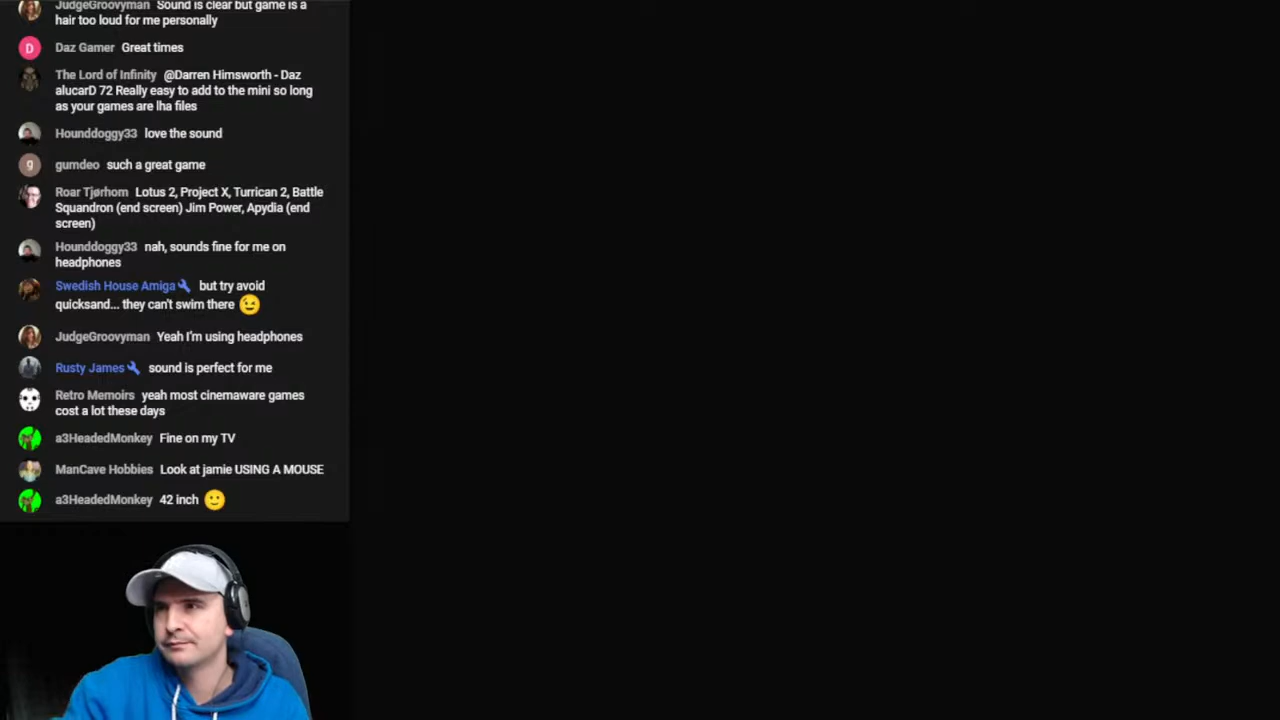 JudgeGroovyman Sound is clear but game is a
hair too loud for me personally
D Daz Gamer Great times
The Lord of Infinity @Darren Himsworth - Daz
alucarD 72 Really easy to add to the mini so long
as your games are lha files
Hounddoggy33 love the sound
g gumdeo such a great game
Roar Tjørhom Lotus 2, Project X, Turrican 2, Battle
Squandron (end screen) Jim Power, Apydia (end
screen)
Hounddoggy33 nah, sounds fine for me on
headphones
Swedish House Amiga but try avoid
quicksand... they can't swim there
JudgeGroovyman Yeah I'm using headphones
Rusty James sound is perfect for me
Retro Memoirs yeah most cinemaware games
cost a lot these days
a3HeadedMonkey Fine on my TV
ManCave Hobbies Look at jamie USING A MOUSE
a3HeadedMonkey 42 inch